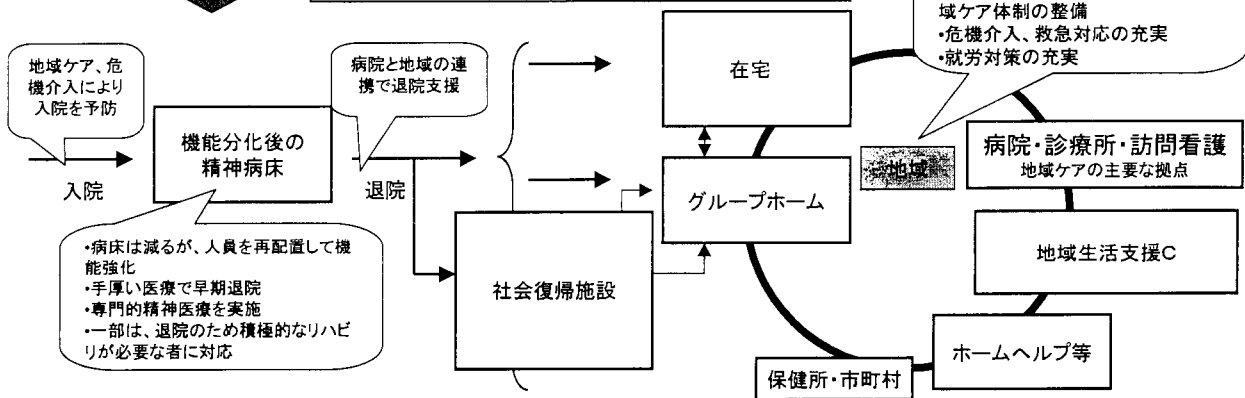 域ケア体制の整備
•危機介入、救急対応の充実
•就労対策の充実
地域ケア、危
機介入により
入院を予防
病院と地域の連
携で退院支援
在宅
機能分化後の
精神病床
入院
退院
病院・診療所・訪問看護
地域ケアの主要な拠点
地域
グループホーム
•病床は減るが、人員を再配置して機
能強化
•手厚い医療で早期退院
•専門的精神医療を実施
•一部は、退院のため積極的なリハビ
リが必要な者に対応
社会復帰施設
地域生活支援C
ホームヘルプ等
保健所・市町村